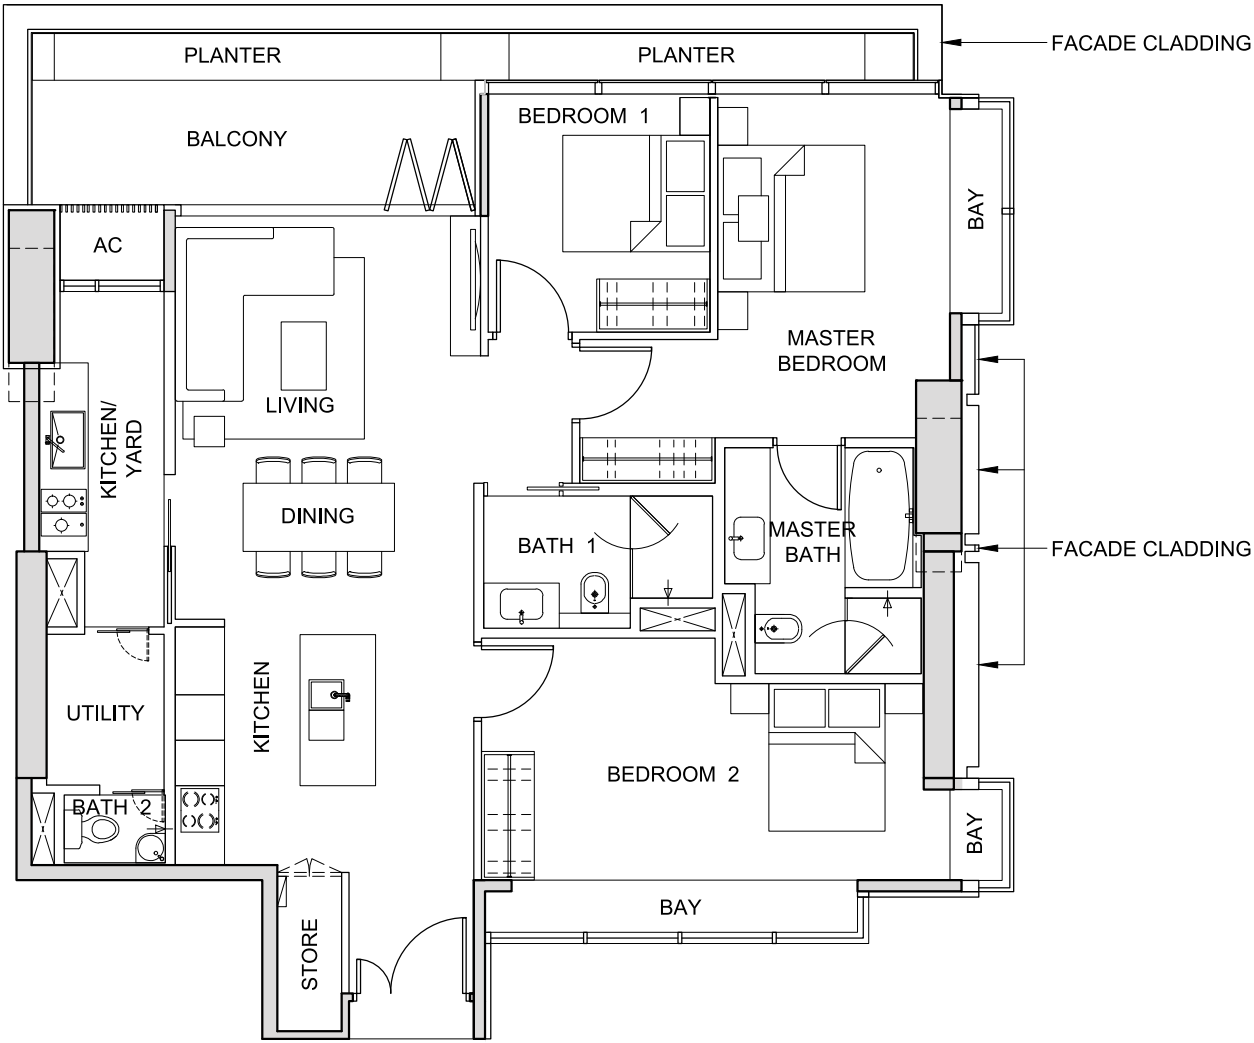 PLANTER
PLANTER
FACADE CLADDING
BEDROOM 1
BALCONY
BAY
AC
MASTER
BEDROOM
LIVING
KITCHEN/
YARD
DINING
BATH 1
MASTER
BATH
FACADE CLADDING
UTILITY
KITCHEN
BEDROOM 2
BATH 2
BAY
BAY
STORE